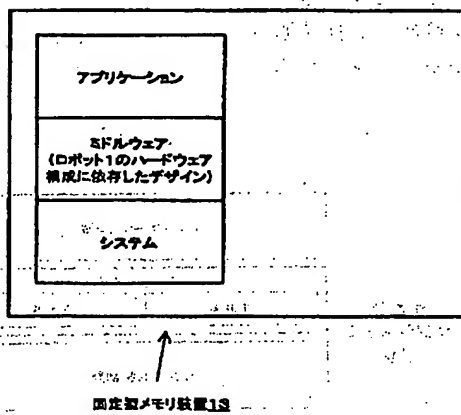 アプリケーション
ミドルウェア
(ロボット1のハードウェア
構成に依存したデザイン)
システム
固定型メモリ装置13